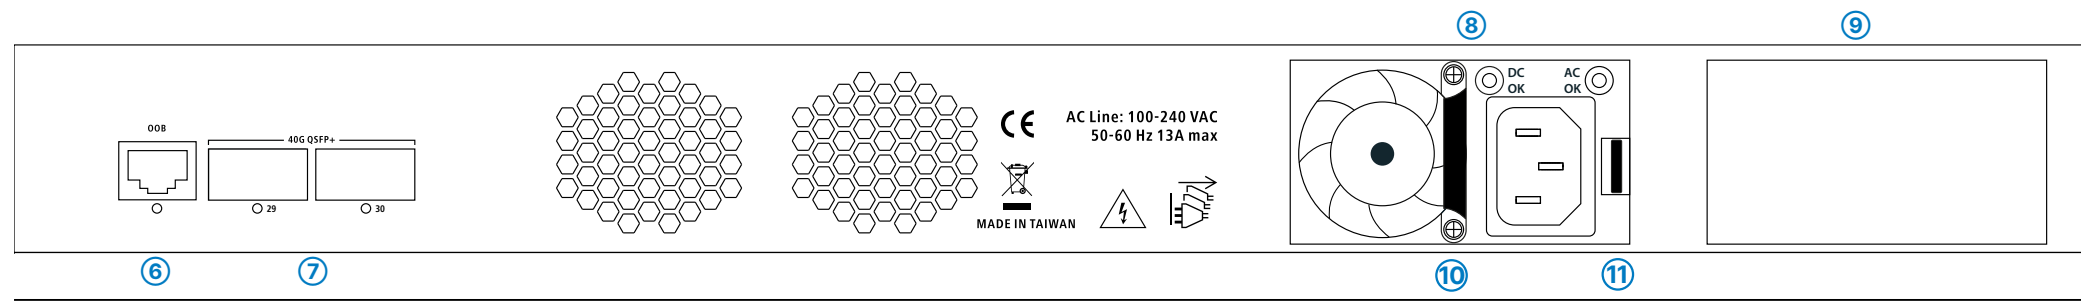 ⑧ ⑨
DC OK
AC OK
OOB
40G QSFP+
29 30
CE
AC Line: 100-240 VAC
50-60 Hz 13A max
MADE IN TAIWAN
⑥ ⑦ ⑩ ⑪